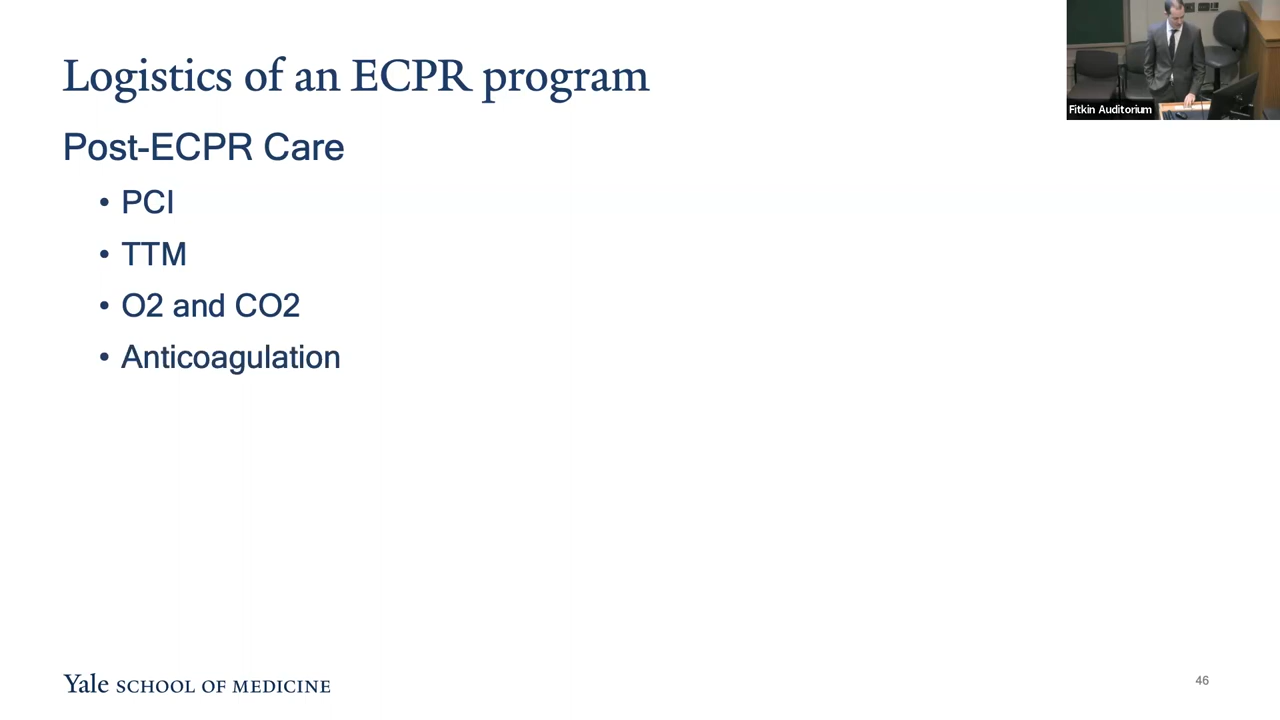 Logistics of an ECPR program
Fitkin Auditorium
Post-ECPR Care
• PCI
• TTM
• O2 and CO2
• Anticoagulation
Yale SCHOOL OF MEDICINE
46